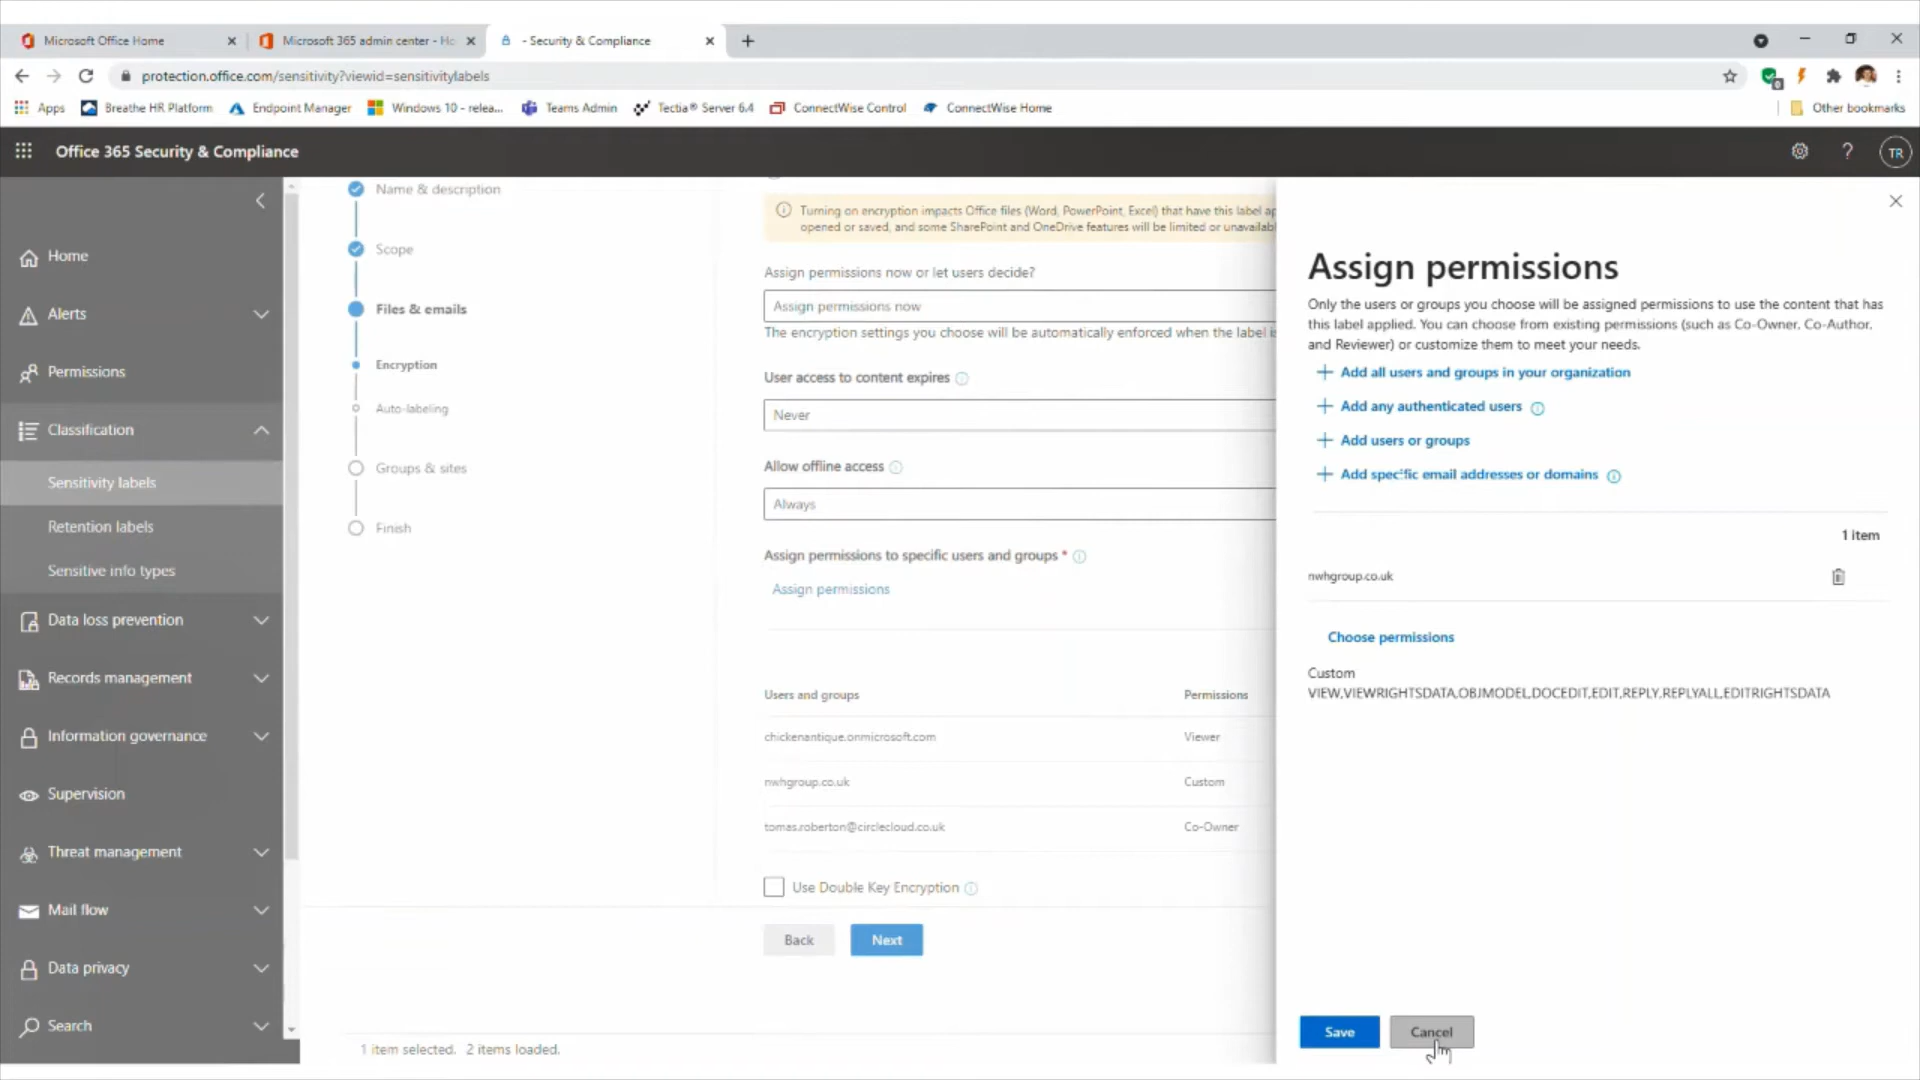 Microsoft Office Home
Microsoft 365 admin center - Ho
- Security & Compliance
protection.office.com/sensitivity?viewid=sensitivitylabels
Apps
Breathe HR Platform
Endpoint Manager
Windows 10 - relea...
Teams Admin
Tectia® Server 6.4
ConnectWise Control
ConnectWise Home
Other bookmarks
Office 365 Security & Compliance
?
TR
Home
Alerts
Permissions
Classification
Sensitivity labels
Retention labels
Sensitive info types
Data loss prevention
Records management
Information governance
Supervision
Threat management
Mail flow
Data privacy
Search
Name & description
Scope
Files & emails
Encryption
Auto-labeling
Groups & sites
Finish
Turning on encryption impacts Office files (Word, PowerPoint, Excel) that have this label ap
opened or saved, and some SharePoint and OneDrive features will be limited or unavailab
Assign permissions now or let users decide?
Assign permissions now
The encryption settings you choose will be automatically enforced when the label is
User access to content expires
Never
Allow offline access
Always
Assign permissions to specific users and groups *
Assign permissions
Users and groups
Permissions
chickenantique.onmicrosoft.com
Viewer
nwhgroup.co.uk
Custom
tomas.roberton@circlecloud.co.uk
Co-Owner
Use Double Key Encryption
Back
Next
1 item selected. 2 items loaded.
Assign permissions
Only the users or groups you choose will be assigned permissions to use the content that has
this label applied. You can choose from existing permissions (such as Co-Owner, Co-Author,
and Reviewer) or customize them to meet your needs.
Add all users and groups in your organization
Add any authenticated users
Add users or groups
Add specific email addresses or domains
1 item
nwhgroup.co.uk
Choose permissions
Custom
VIEW,VIEWRIGHTSDATA,OBJMODEL,DOCEDIT,EDIT,REPLY,REPLYALL,EDITRIGHTSDATA
Save
Cancel